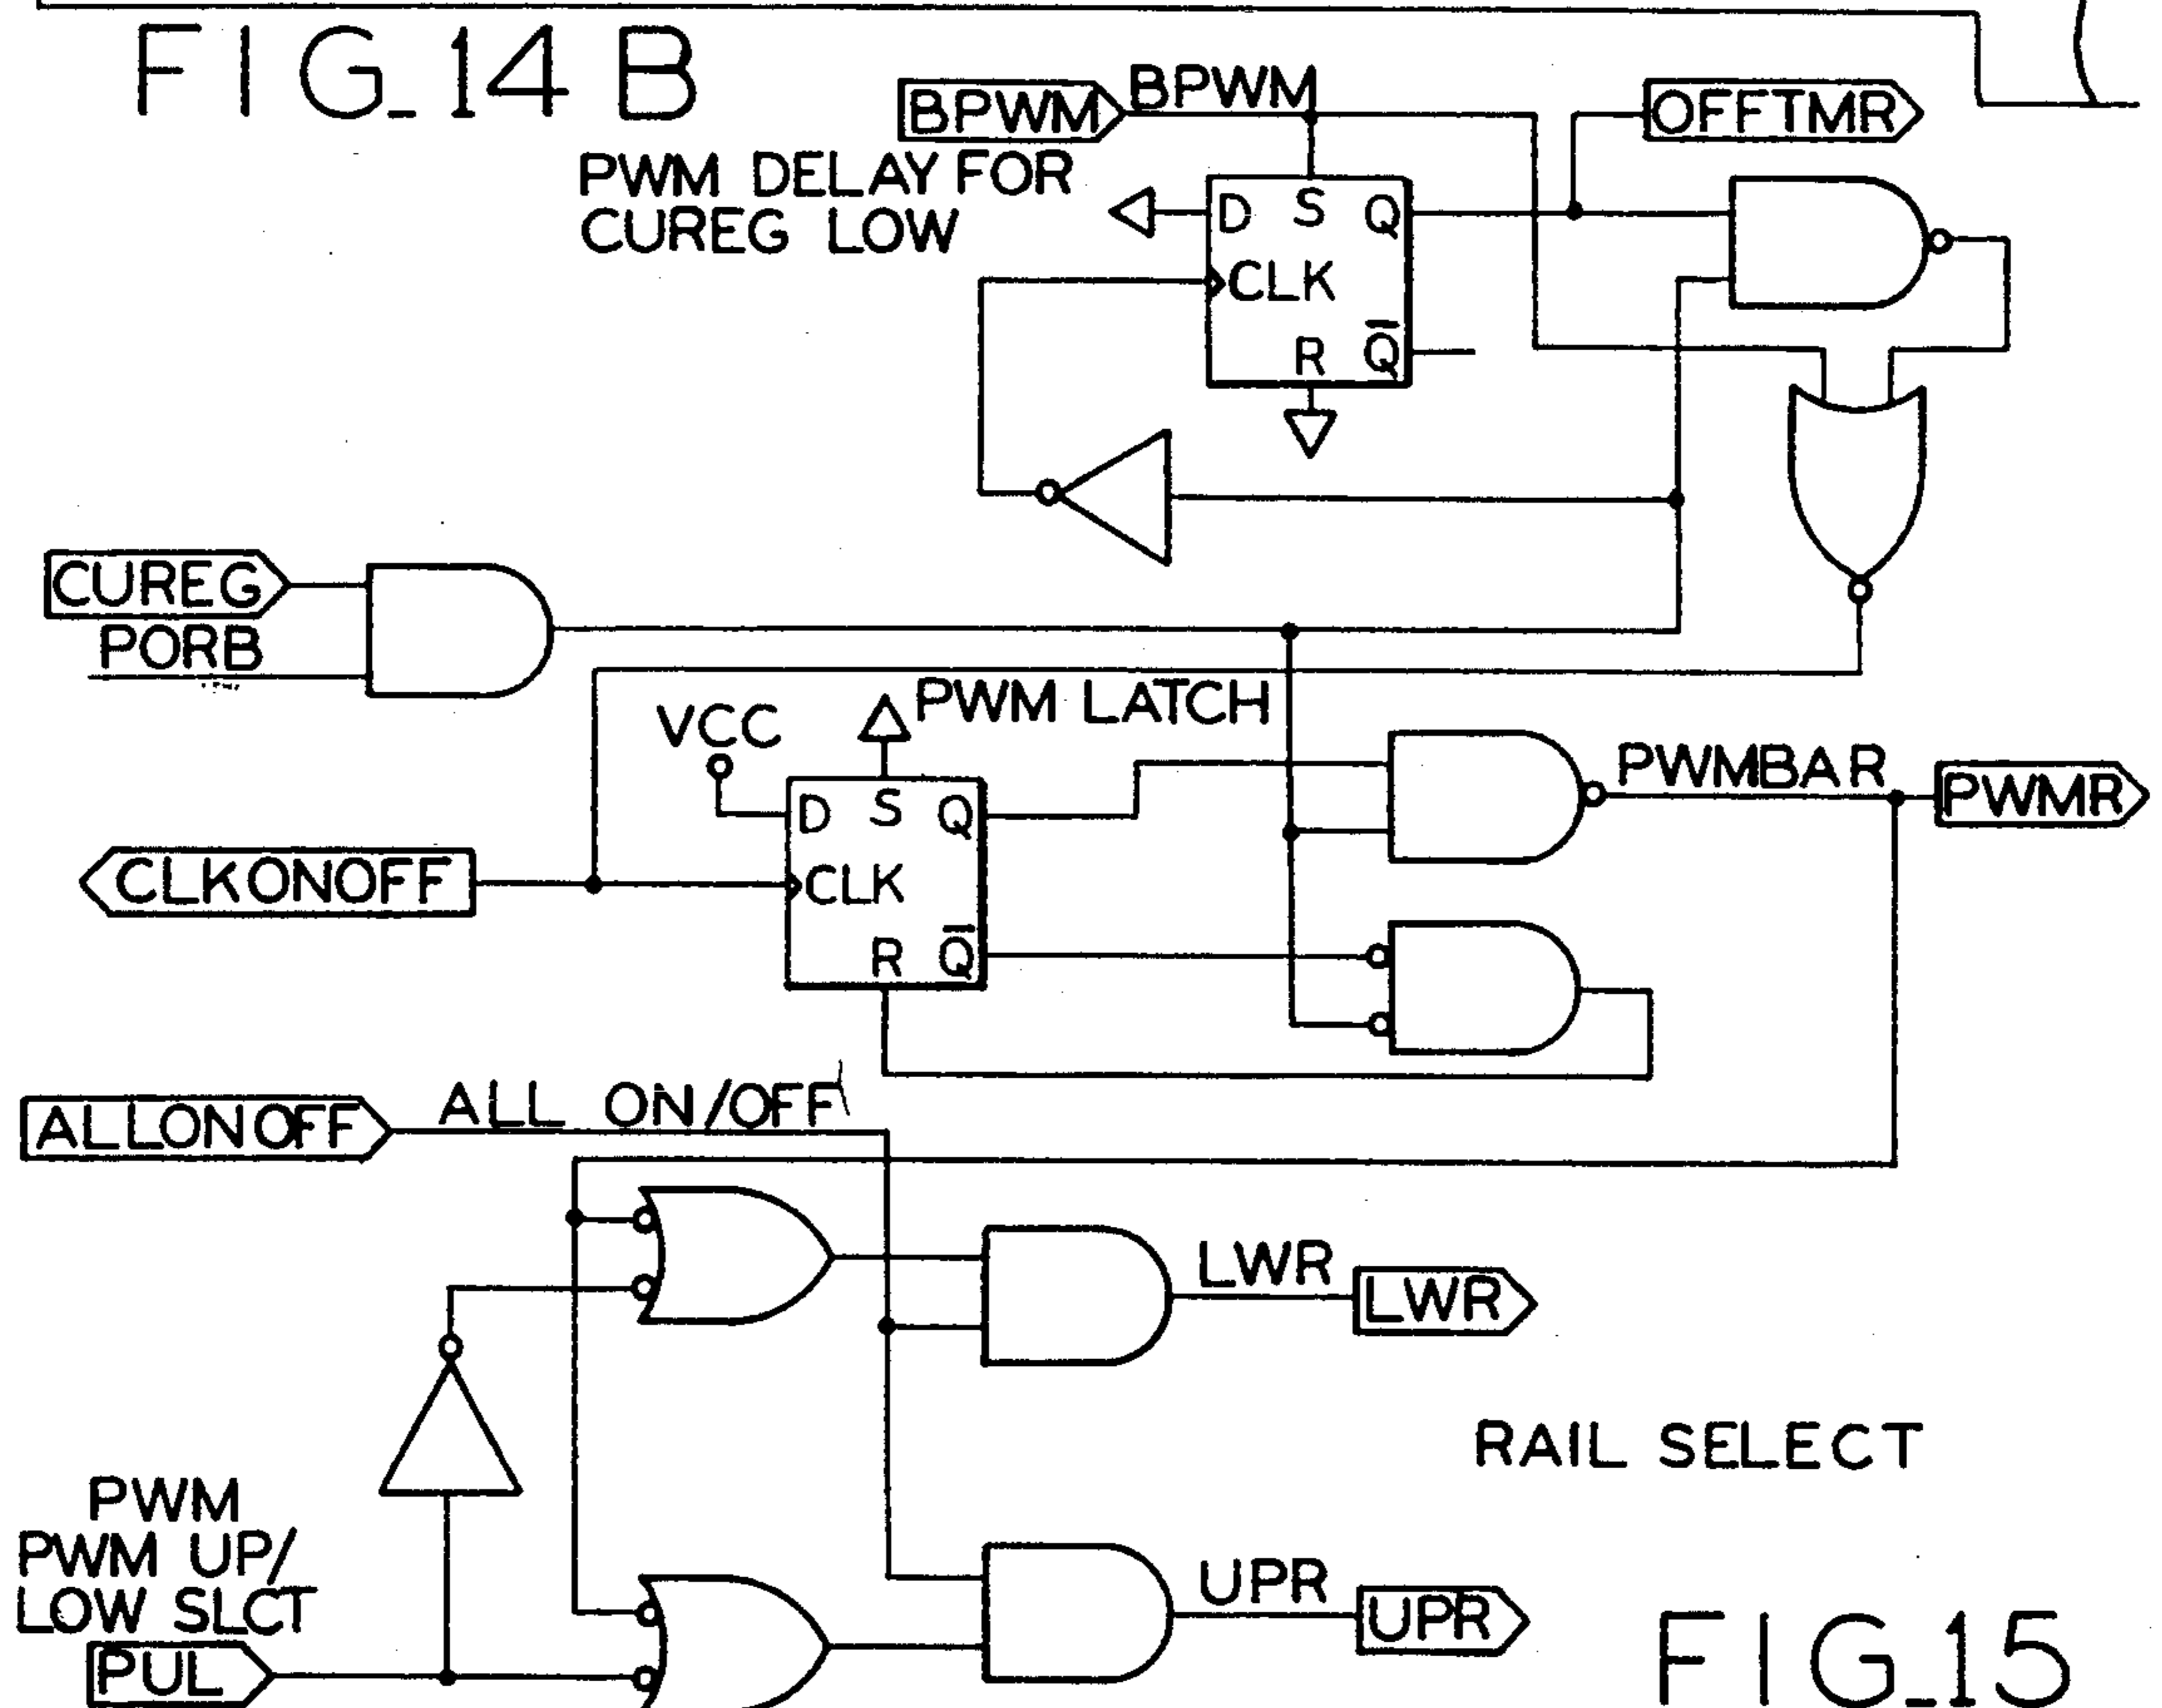 FIG_14B
BPWM
BPWM
OFFTMR
PWM DELAY FOR
CUREG LOW
D S Q
CLK
R Q̅
CUREG
PORB
VCC
PWM LATCH
PWMBAR
PWMR
D S Q
CLKONOFF
CLK
R Q̅
ALLONOFF
ALL ON/OFF
LWR
LWR
RAIL SELECT
PWM
PWM UP/
LOW SLCT
PUL
UPR
UPR
FIG_15